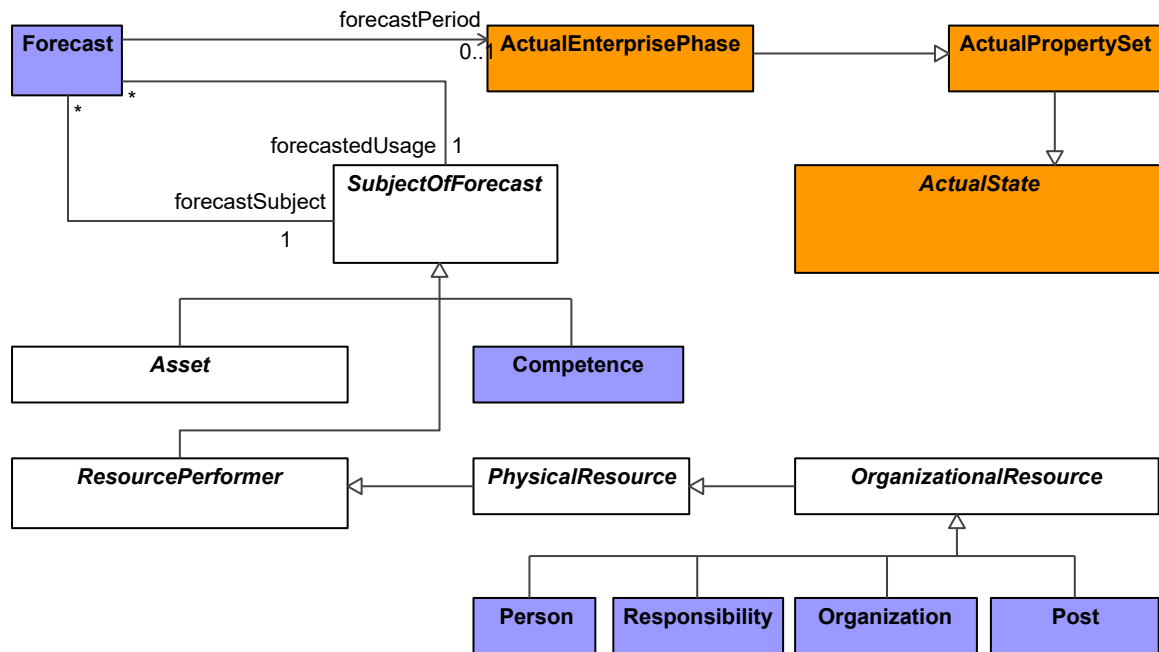 forecastPeriod
Forecast
ActualEnterprisePhase
ActualPropertySet
0..1
*
*
forecastedUsage
1
SubjectOfForecast
ActualState
forecastSubject
1
Asset
Competence
ResourcePerformer
PhysicalResource
OrganizationalResource
Person
Responsibility
Organization
Post